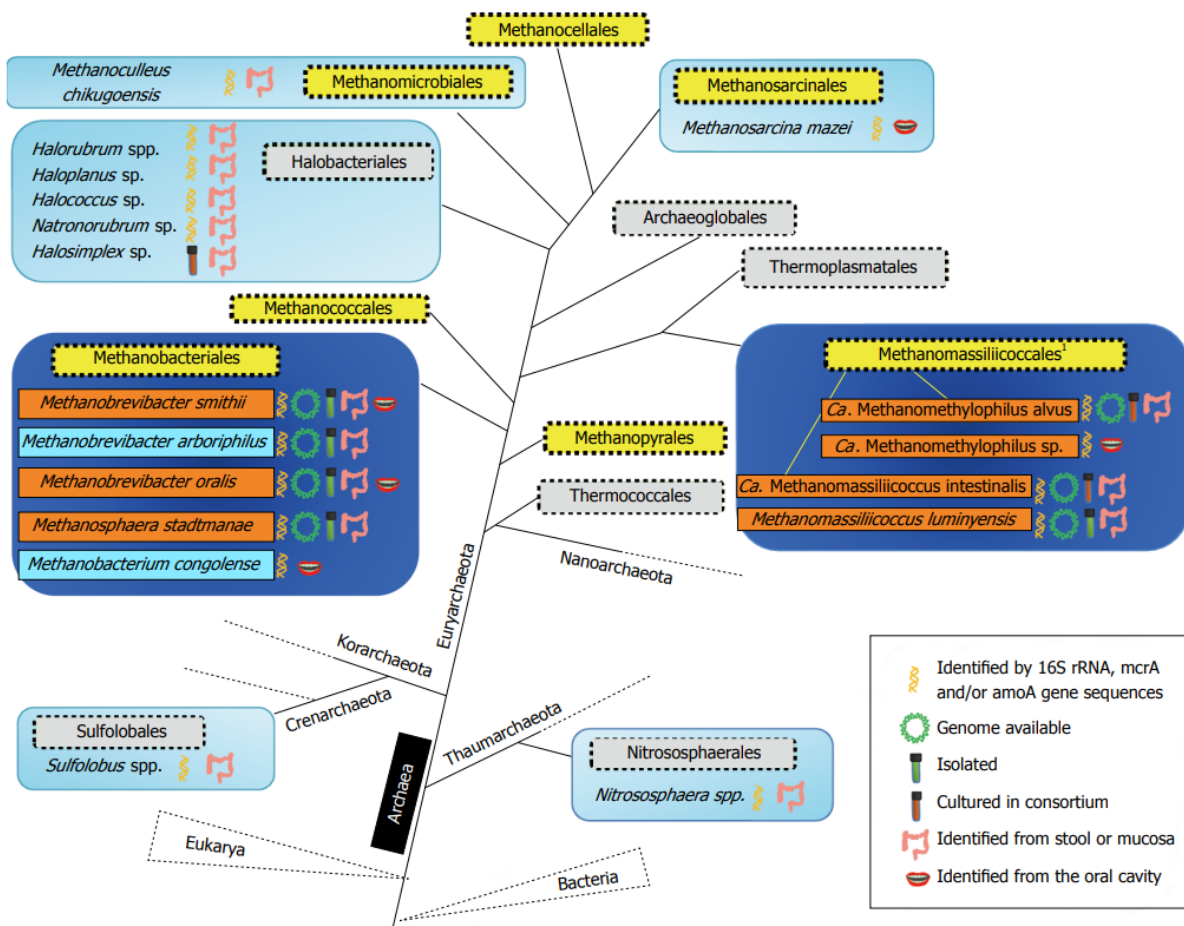 Methanocellales
Methanoculleus
chikugoensis
Methanomicrobiales
Methanosarcinales
Methanosarcina mazei
Halorubrum spp.
Haloplanus sp.
Halococcus sp.
Natronorubrum sp.
Halosimplex sp.
Halobacteriales
Archaeoglobales
Thermoplasmatales
Methanococcales
Methanobacteriales
Methanobrevibacter smithii
Methanobrevibacter arboriphilus
Methanobrevibacter oralis
Methanosphaera stadtmanae
Methanobacterium congolense
Methanomassiliicoccales¹
Ca. Methanomethylophilus alvus
Ca. Methanomethylophilus sp.
Ca. Methanomassiliicoccus intestinalis
Methanomassiliicoccus luminyensis
Methanopyrales
Thermococcales
Nanoarchaeota
Euryarchaeota
Korarchaeota
Crenarchaeota
Sulfolobales
Sulfolobus spp.
Thaumarchaeota
Nitrososphaerales
Nitrososphaera spp.
Archaea
Eukarya
Bacteria
Identified by 16S rRNA, mcrA
and/or amoA gene sequences
Genome available
Isolated
Cultured in consortium
Identified from stool or mucosa
Identified from the oral cavity